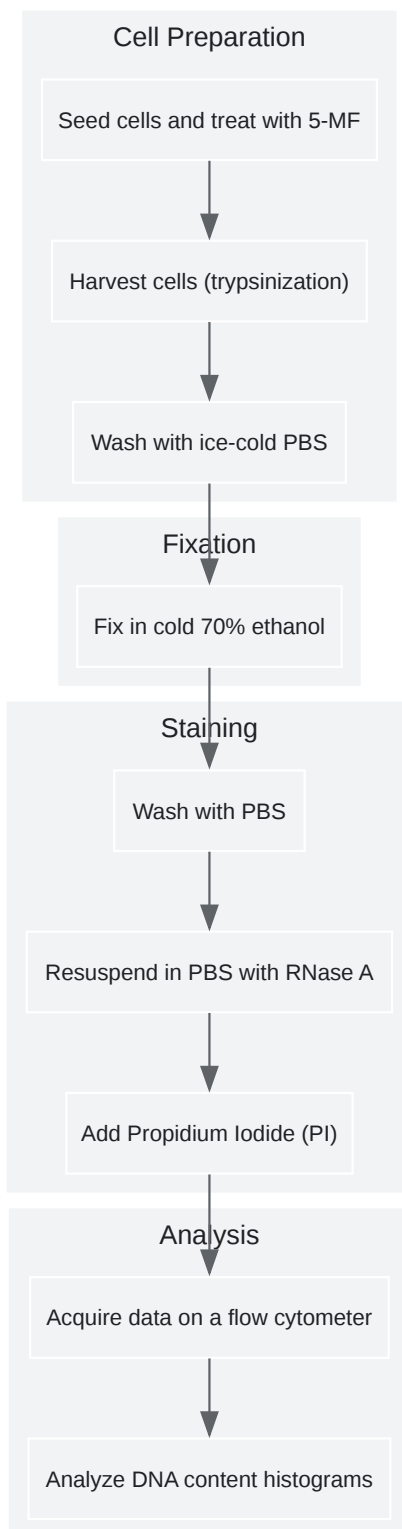 Cell Preparation
Seed cells and treat with 5-MF
Harvest cells (trypsinization)
Wash with ice-cold PBS
Fixation
Fix in cold 70% ethanol
Staining
Wash with PBS
Resuspend in PBS with RNase A
Add Propidium Iodide (PI)
Analysis
Acquire data on a flow cytometer
Analyze DNA content histograms